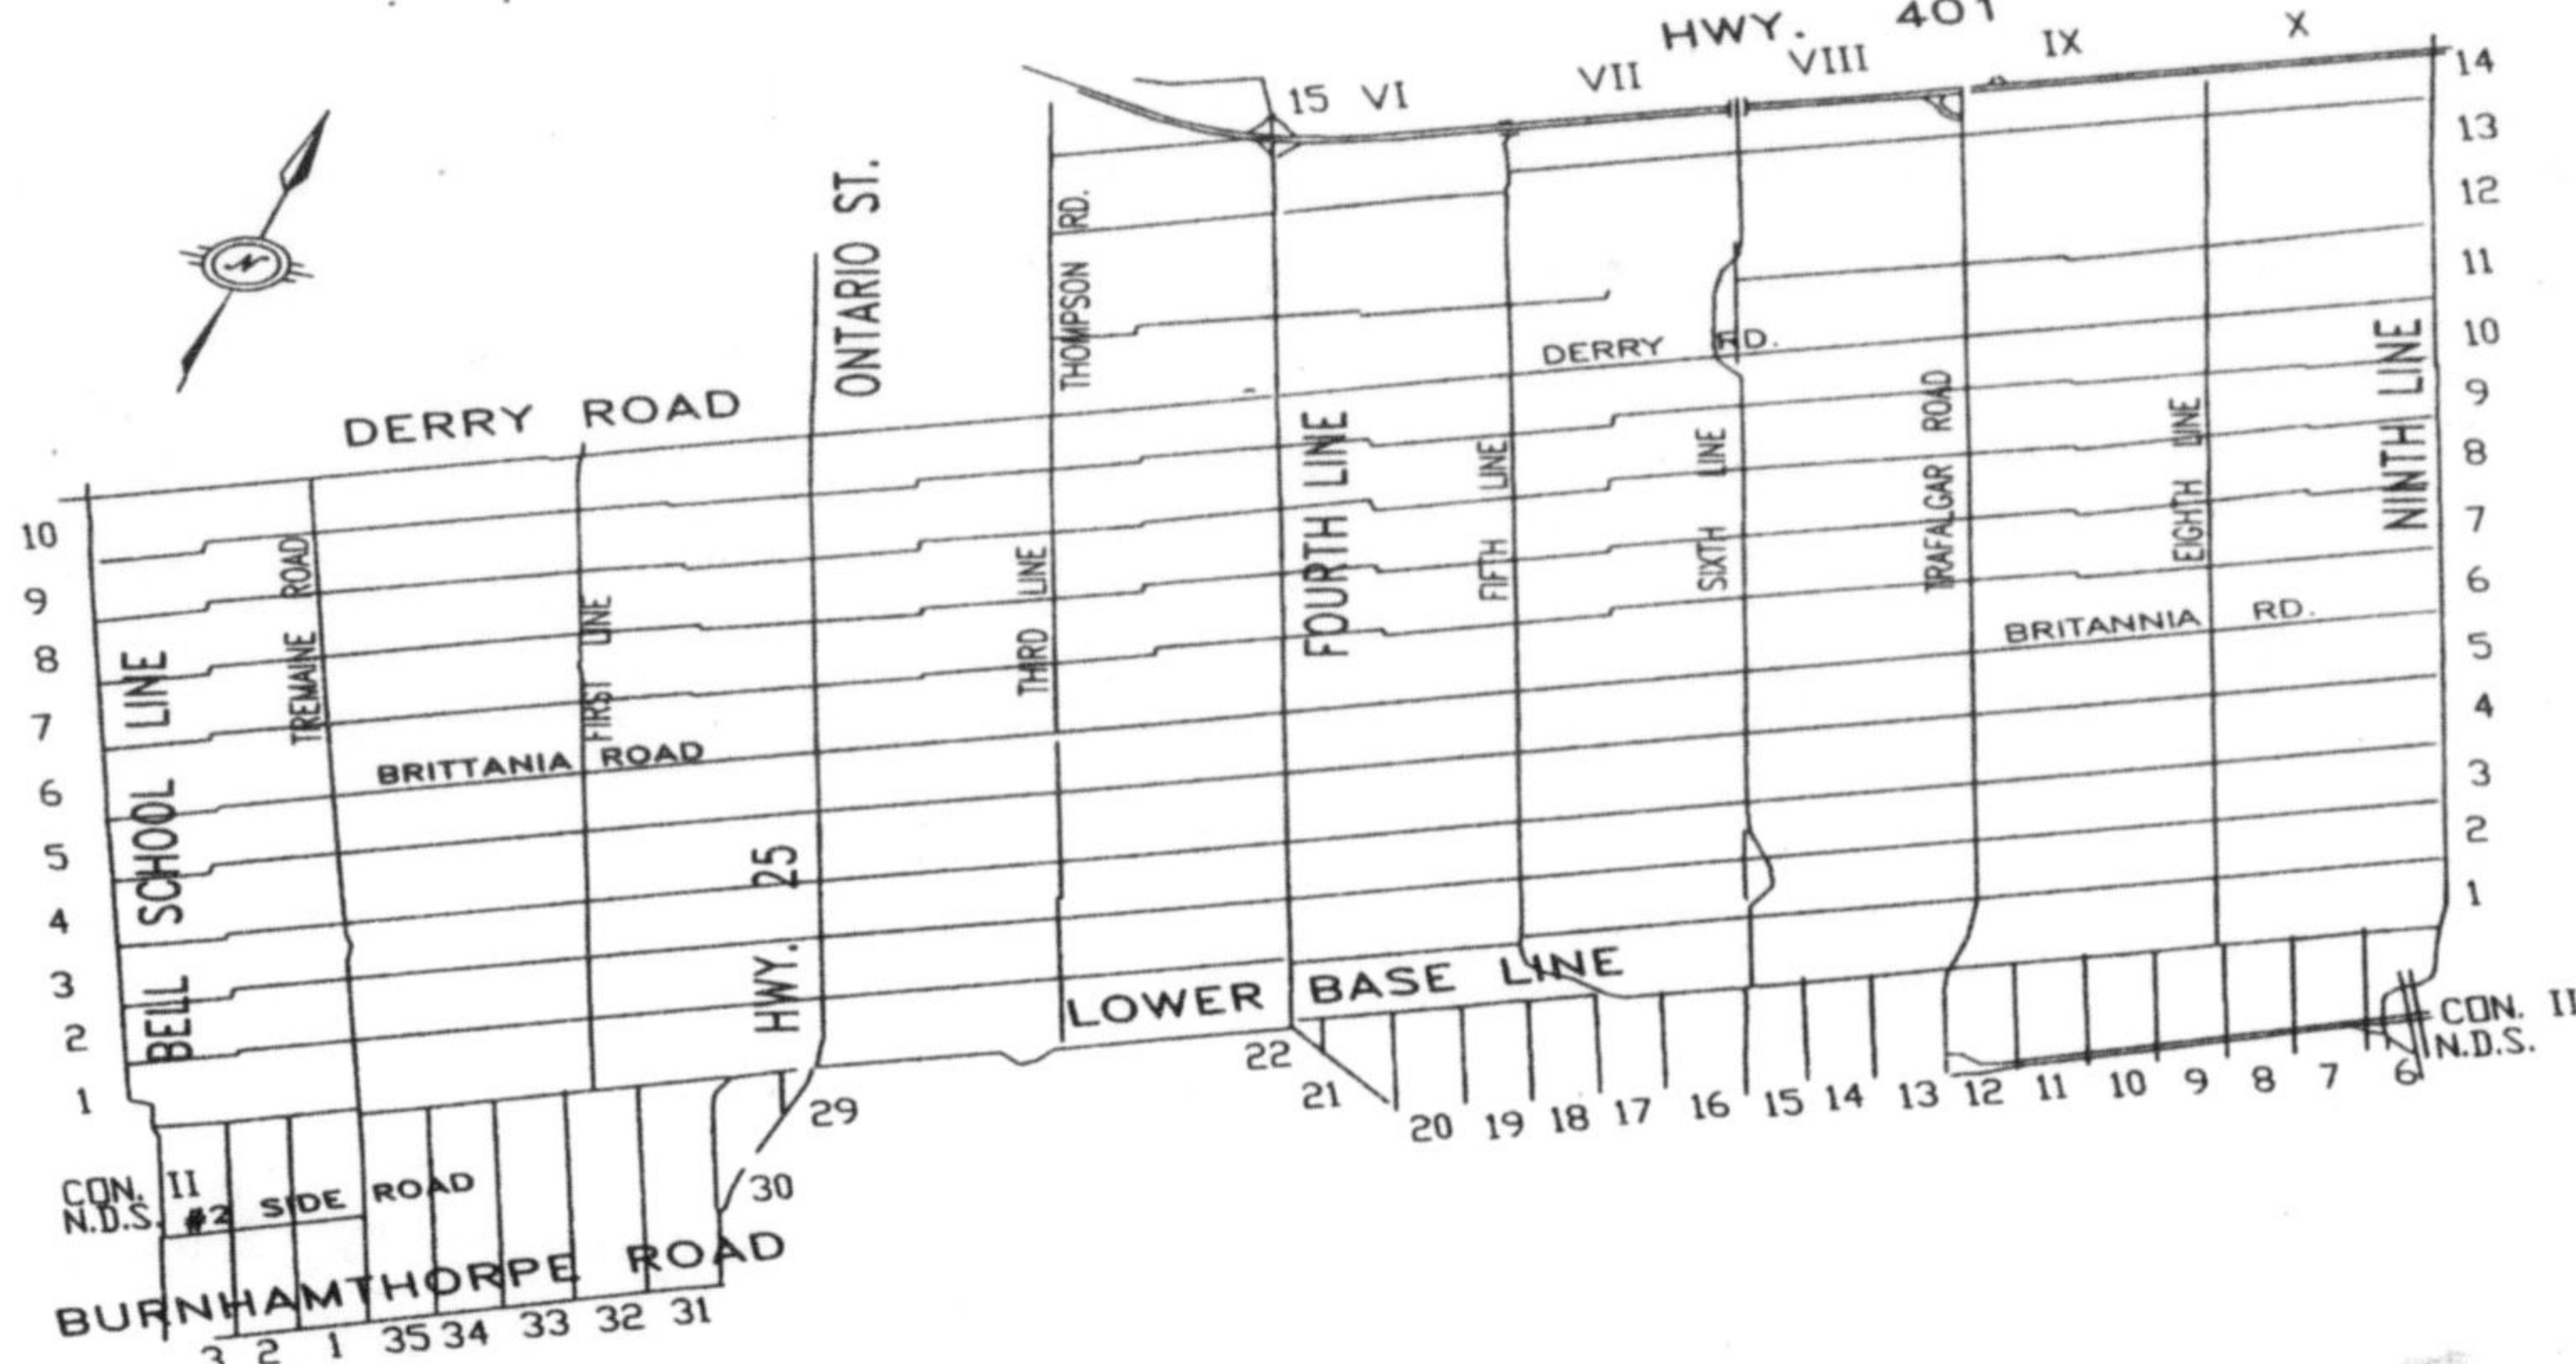 HWY. 401
15 VI VII VIII IX X
14
13
12
11
10
9
8
7
6
5
4
3
2
1
N
ONTARIO ST.
THOMPSON RD.
DERRY ROAD
DERRY RD.
10
9
8
7
6
5
4
3
2
1
BELL SCHOOL LINE
TREMAINE ROAD
FIRST LINE
HWY. 25
THIRD LINE
FOURTH LINE
FIFTH LINE
SIXTH LINE
TRAFALGAR ROAD
EIGHTH LINE
NINTH LINE
BRITANNIA RD.
BRITTANIA ROAD
LOWER BASE LINE
CON. II
N.D.S.
22 21 20 19 18 17 16 15 14 13 12 11 10 9 8 7 6
29
30
CON. II
N.D.S. #2 SIDE ROAD
BURNHAMTHORPE ROAD
3 2 1 35 34 33 32 31